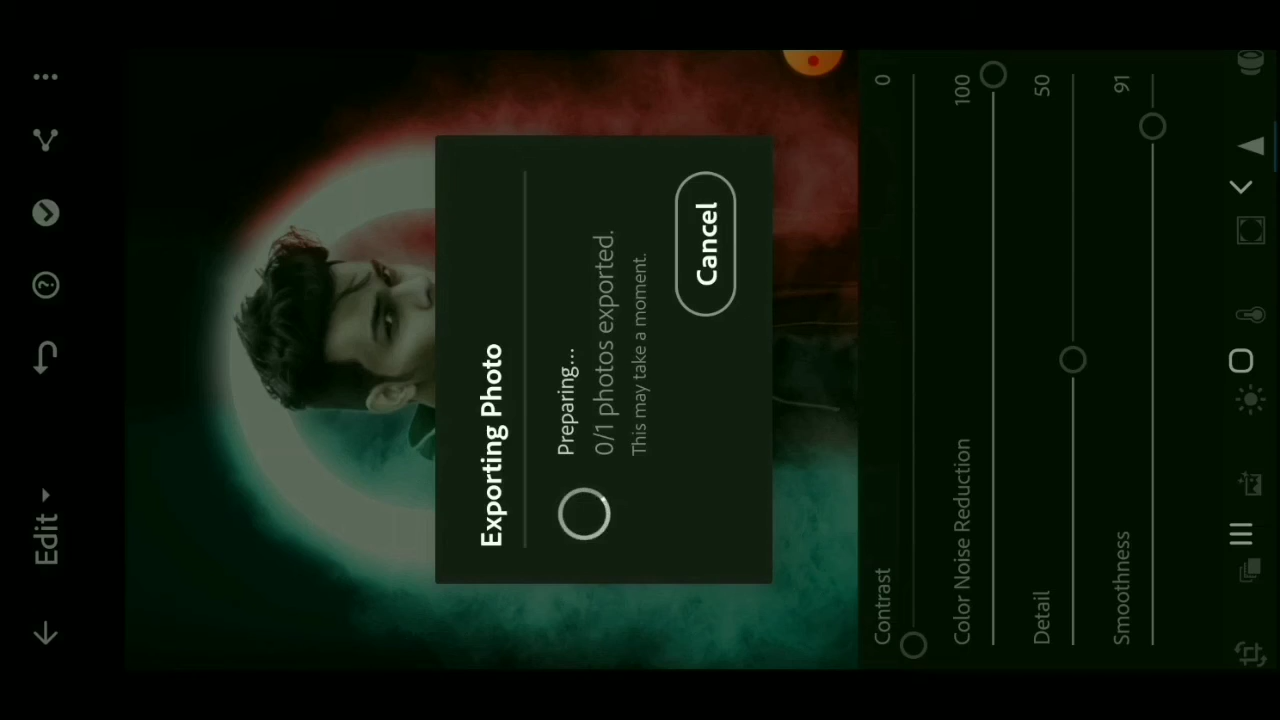 Edit
Exporting Photo
Preparing...
0/1 photos exported.
This may take a moment.
Cancel
Contrast 0
Color Noise Reduction 100
Detail 50
Smoothness 91